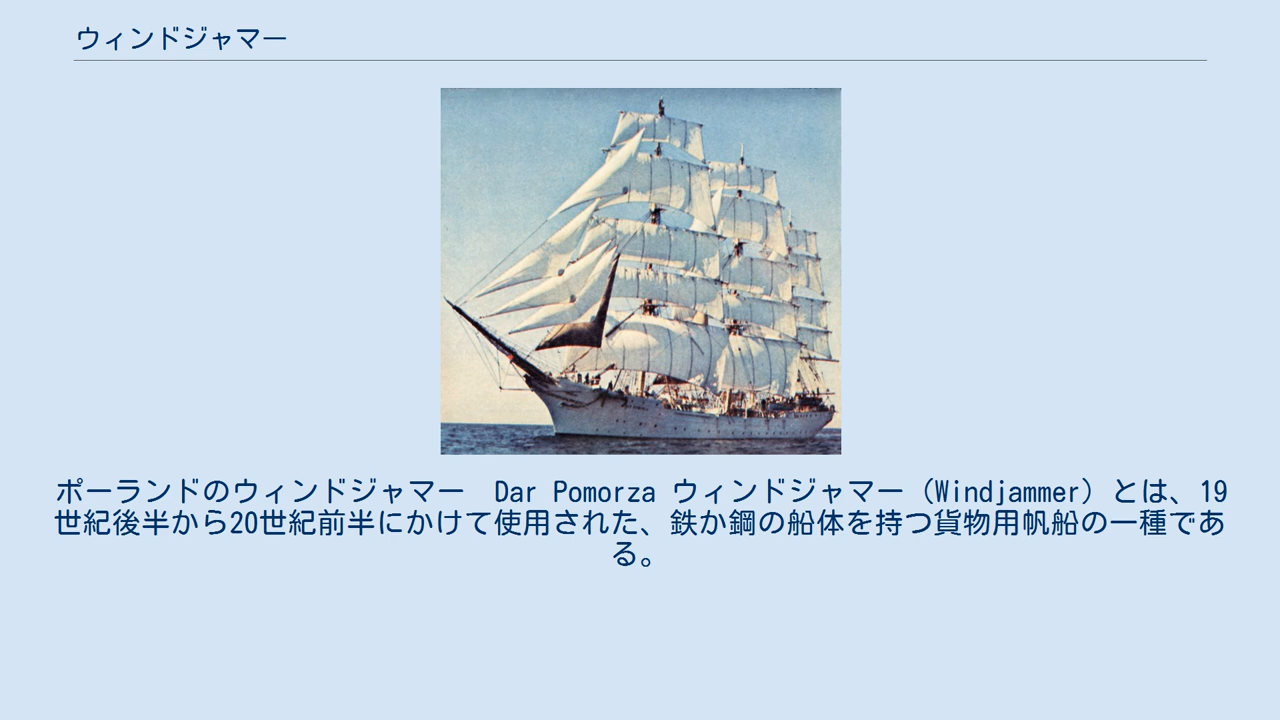 ウィンドジャマー
ポーランドのウィンドジャマー　Dar Pomorza ウィンドジャマー（Windjammer）とは、19
世紀後半から20世紀前半にかけて使用された、鉄か鋼の船体を持つ貨物用帆船の一種であ
る。